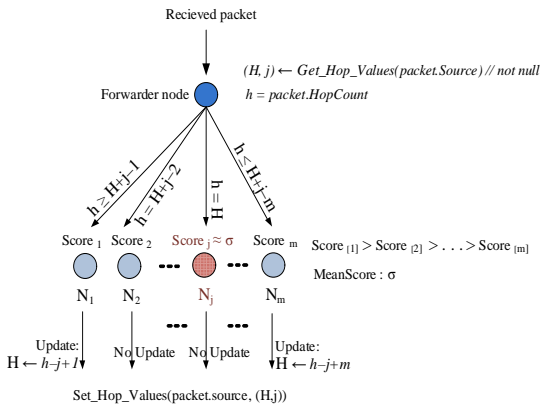 Recieved packet
(H, j) ← Get_Hop_Values(packet.Source) // not null
Forwarder node
h = packet.HopCount
h ≥ H+j–1
h = H+j–2
h = H
h ≤ H+j–m
Score 1
Score 2
Score j ≈ σ
Score m
Score [1] > Score [2] > . . . > Score [m]
MeanScore : σ
N1
N2
Nj
Nm
Update:
H ← h–j+1
No Update
No Update
Update:
H ← h–j+m
Set_Hop_Values(packet.source, (H,j))